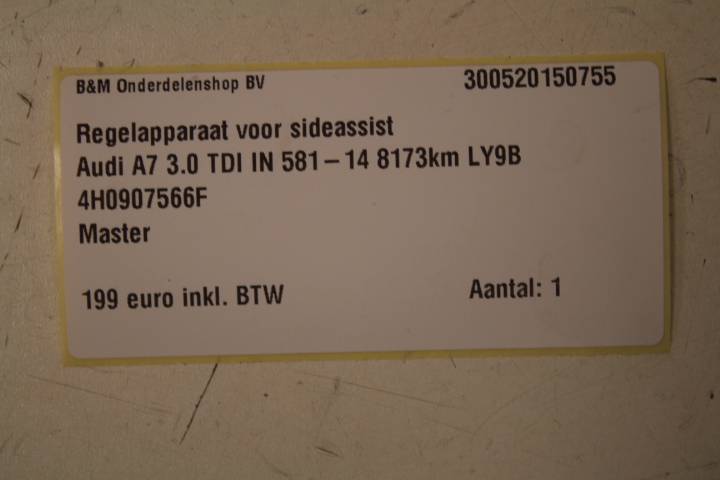 B&M Onderdelenshop BV 300520150755
Regelapparaat voor sideassist
Audi A7 3.0 TDI IN 581-14 8173km LY9B
4H0907566F
Master
199 euro inkl. BTW Aantal: 1